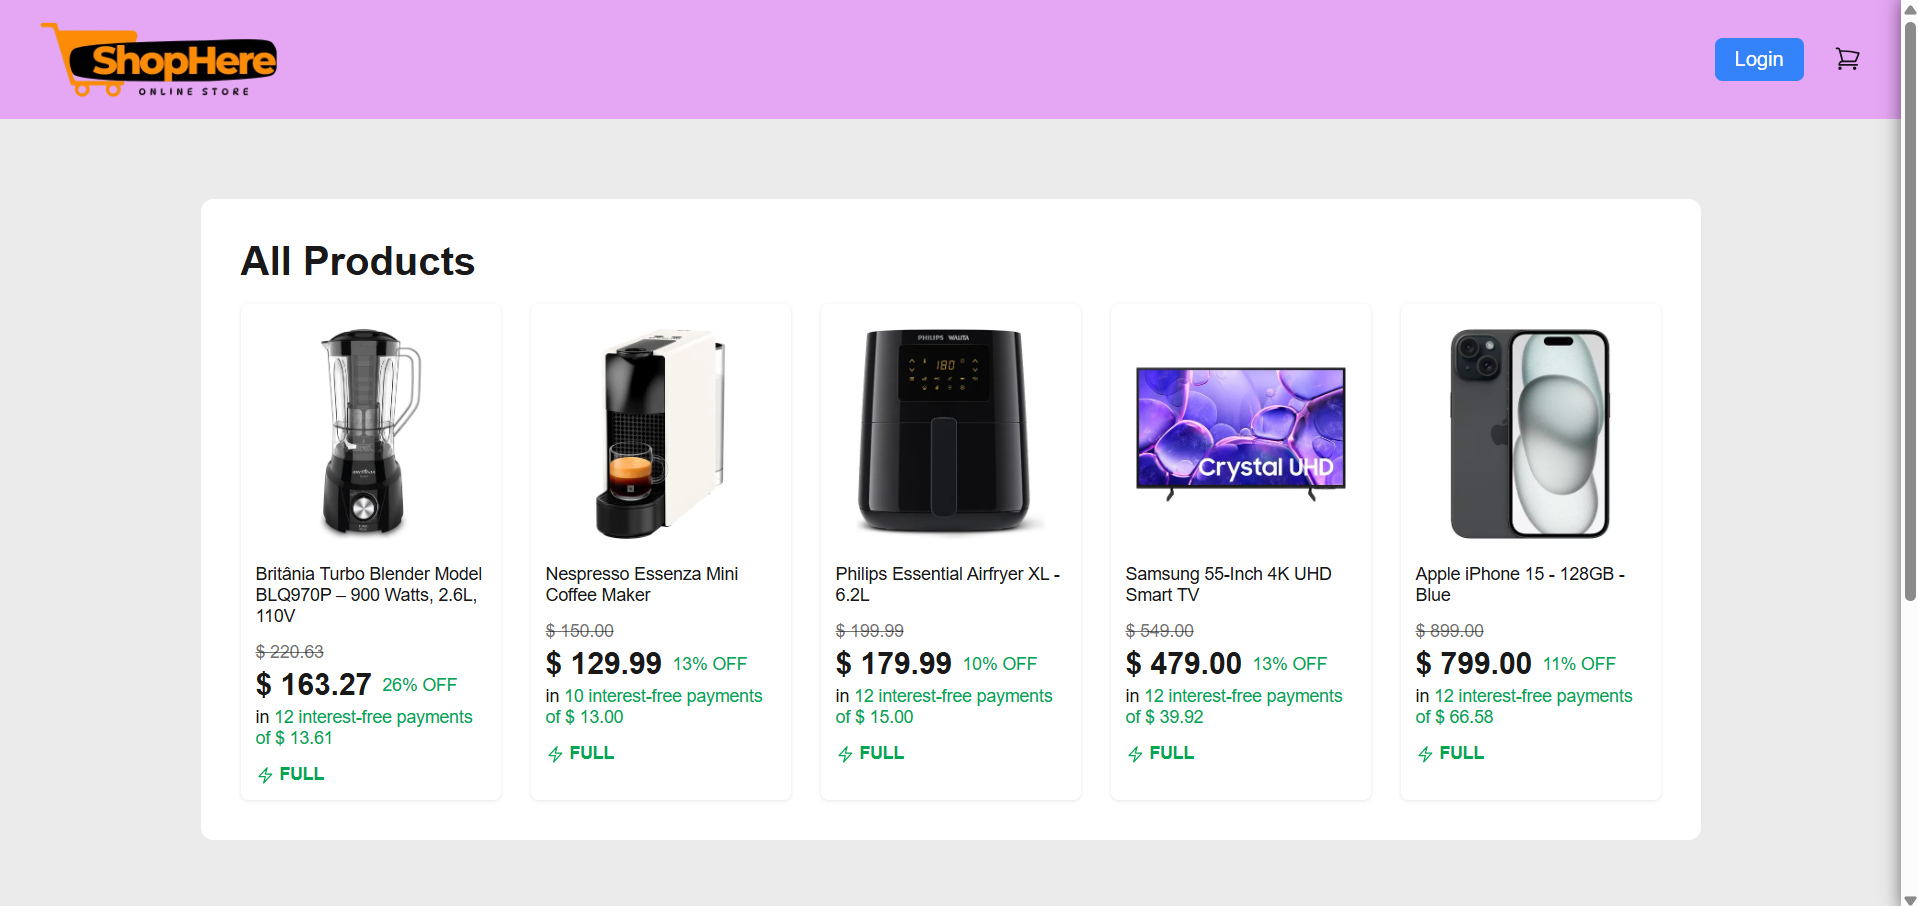 ShopHere
ONLINE STORE
Login
All Products
PHILIPS WALITA
180
Crystal UHD
Britânia Turbo Blender Model
BLQ970P – 900 Watts, 2.6L,
110V
$ 220.63
$ 163.27 26% OFF
in 12 interest-free payments
of $ 13.61
FULL
Nespresso Essenza Mini
Coffee Maker
$ 150.00
$ 129.99 13% OFF
in 10 interest-free payments
of $ 13.00
FULL
Philips Essential Airfryer XL -
6.2L
$ 199.99
$ 179.99 10% OFF
in 12 interest-free payments
of $ 15.00
FULL
Samsung 55-Inch 4K UHD
Smart TV
$ 549.00
$ 479.00 13% OFF
in 12 interest-free payments
of $ 39.92
FULL
Apple iPhone 15 - 128GB -
Blue
$ 899.00
$ 799.00 11% OFF
in 12 interest-free payments
of $ 66.58
FULL